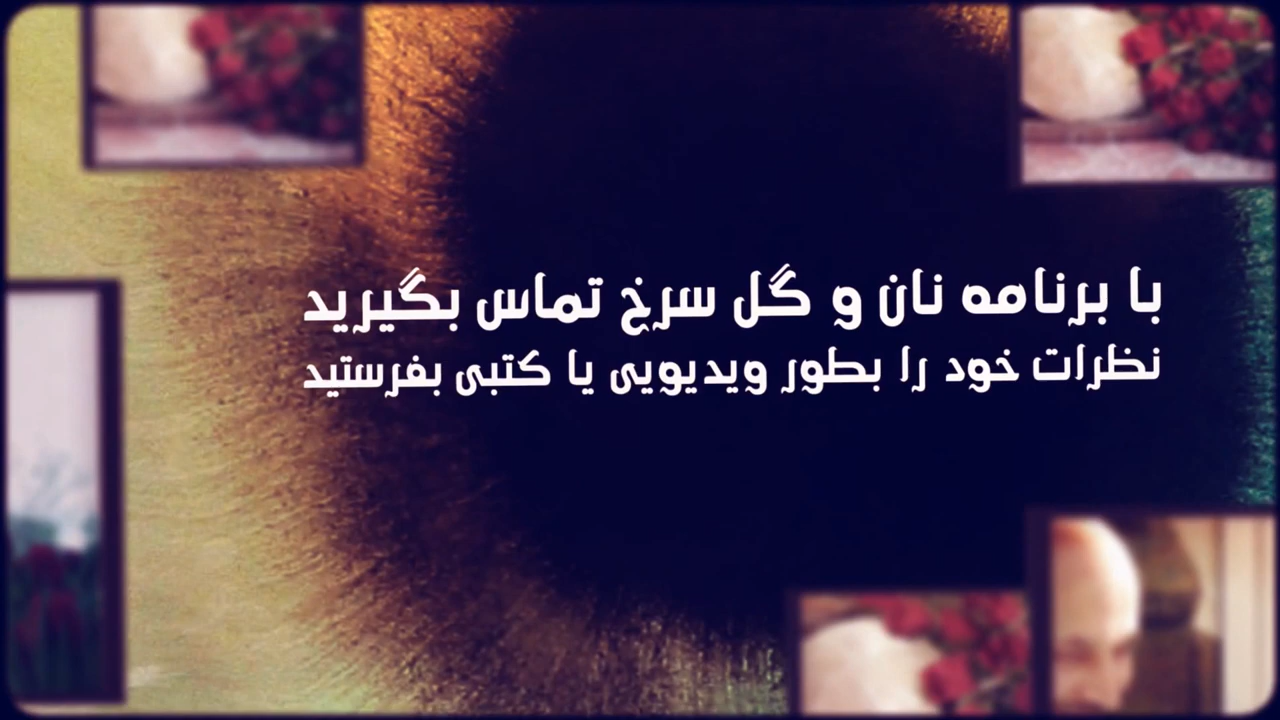 با برنامه نان و گل سرخ تماس بگیرید
نظرات خود را بطور ویدیویی یا کتبی بفرستید